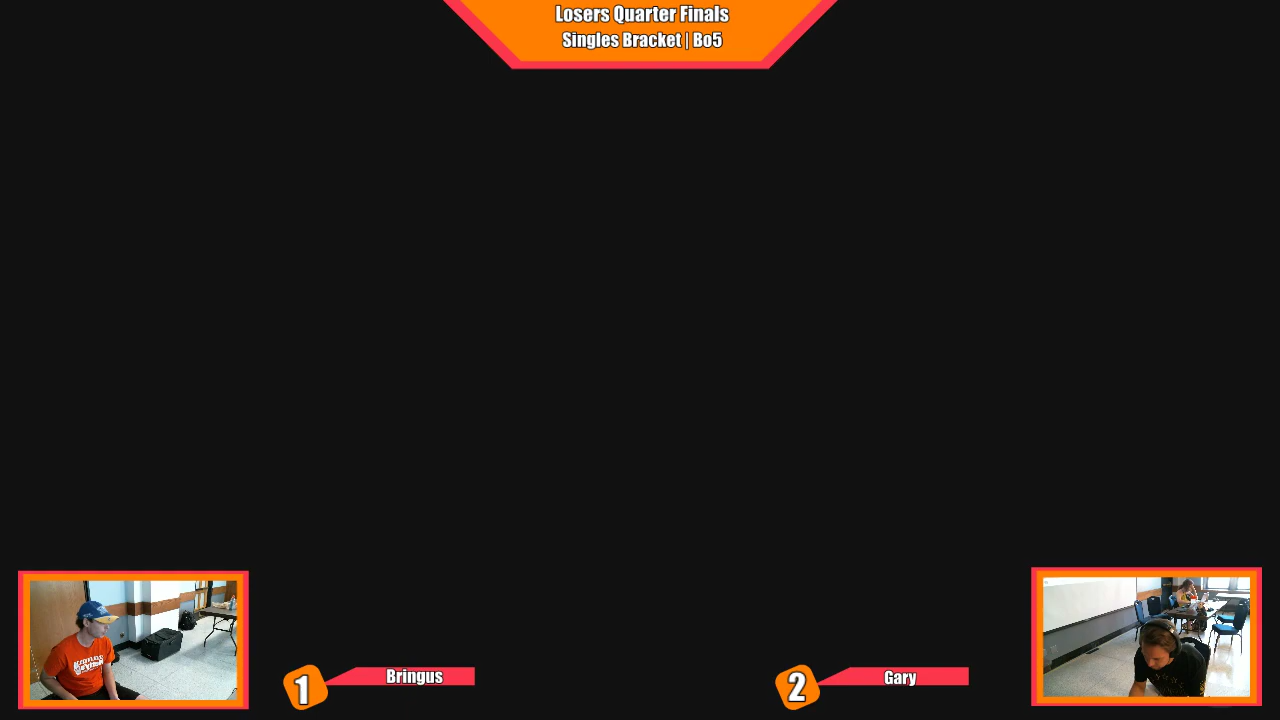 Losers Quarter Finals
Singles Bracket | Bo5
1
Bringus
2
Gary